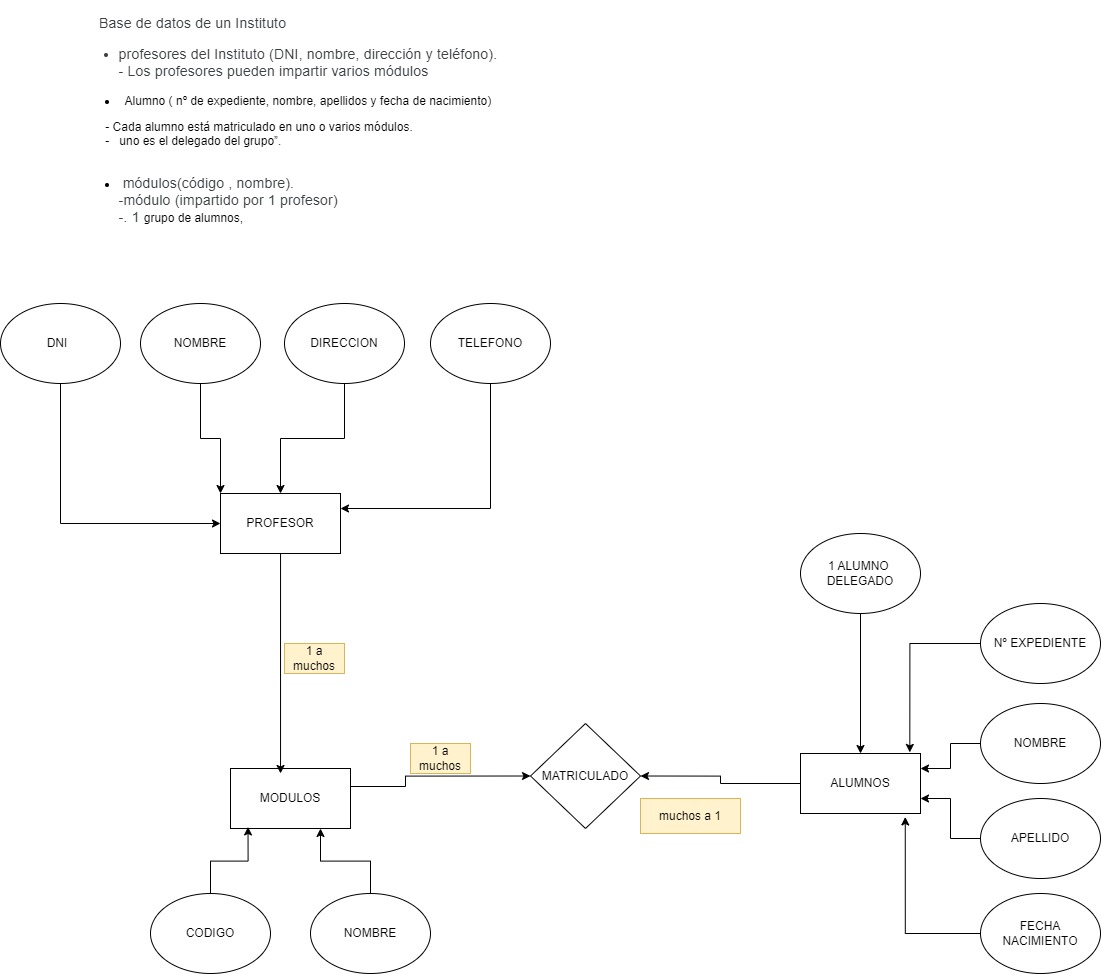 Base de datos de un Instituto
• profesores del Instituto (DNI, nombre, dirección y teléfono).
- Los profesores pueden impartir varios módulos
• Alumno ( nº de expediente, nombre, apellidos y fecha de nacimiento)
- Cada alumno está matriculado en uno o varios módulos.
- uno es el delegado del grupo”.
• módulos(código , nombre).
-módulo (impartido por 1 profesor)
-. 1 grupo de alumnos,
DNI
NOMBRE
DIRECCION
TELEFONO
PROFESOR
1 ALUMNO
DELEGADO
Nº EXPEDIENTE
1 a
muchos
NOMBRE
1 a
muchos
MATRICULADO
ALUMNOS
MODULOS
muchos a 1
APELLIDO
CODIGO
NOMBRE
FECHA
NACIMIENTO